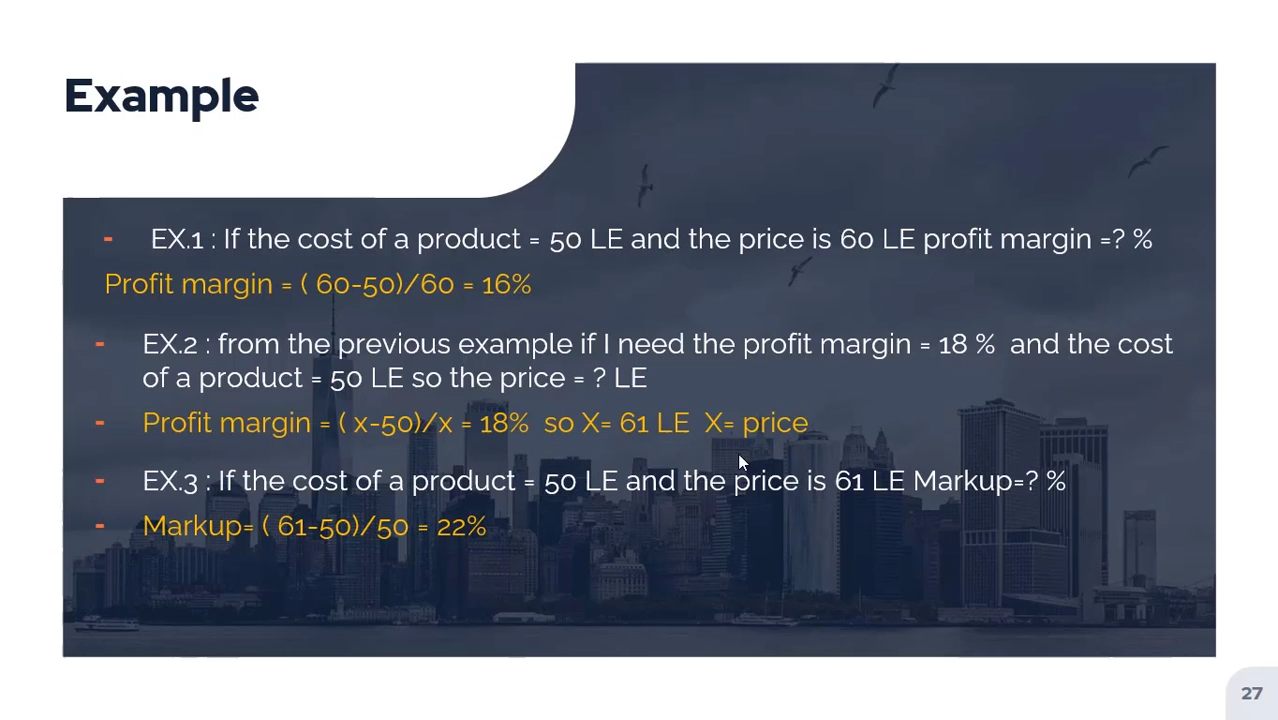 Example
- EX.1 : If the cost of a product = 50 LE and the price is 60 LE profit margin =? %
Profit margin = ( 60-50)/60 = 16%
- EX.2 : from the previous example if I need the profit margin = 18 % and the cost
of a product = 50 LE so the price = ? LE
- Profit margin = ( x-50)/x = 18% so X= 61 LE X= price
- EX.3 : If the cost of a product = 50 LE and the price is 61 LE Markup=? %
- Markup= ( 61-50)/50 = 22%
27